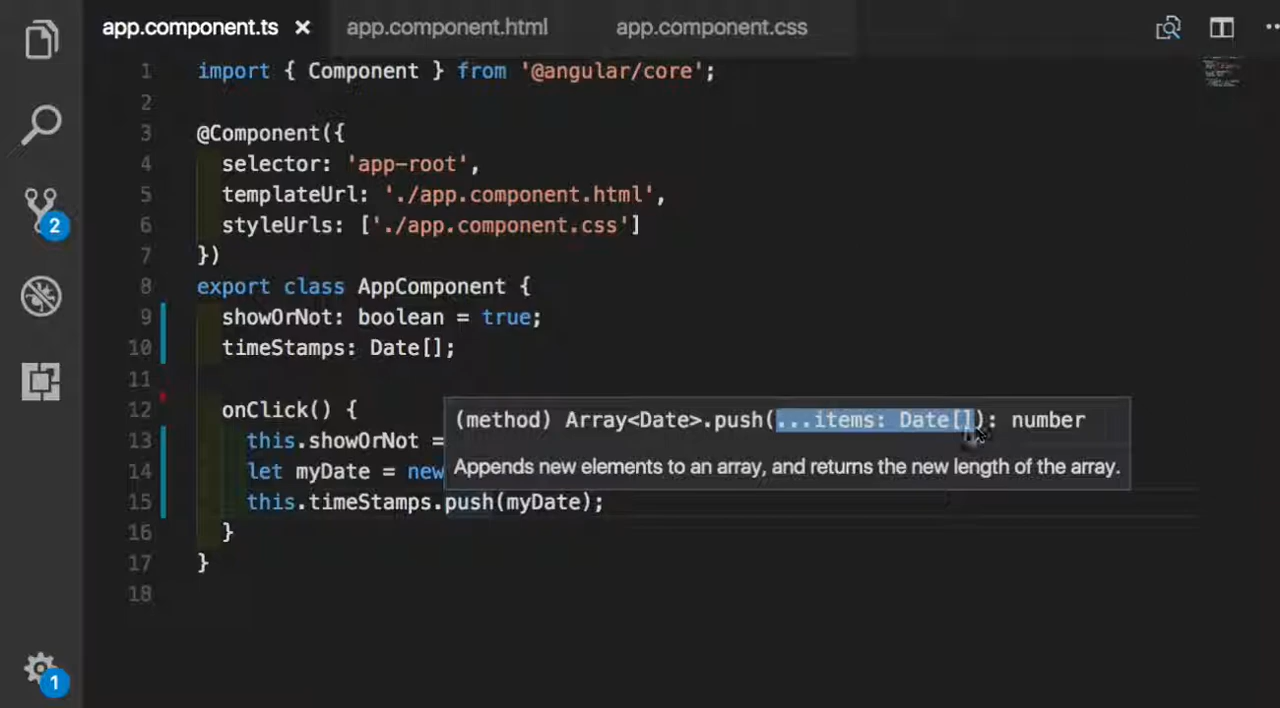 app.component.ts app.component.html app.component.css
1 import { Component } from '@angular/core';
2
3 @Component({
4 selector: 'app-root',
5 templateUrl: './app.component.html',
6 styleUrls: ['./app.component.css']
7 })
8 export class AppComponent {
9 showOrNot: boolean = true;
10 timeStamps: Date[];
11
12 onClick() {
(method) Array<Date>.push(...items: Date[]): number
13 this.showOrNot =
14 let myDate = new
Appends new elements to an array, and returns the new length of the array.
15 this.timeStamps.push(myDate);
16 }
17 }
18
2
1